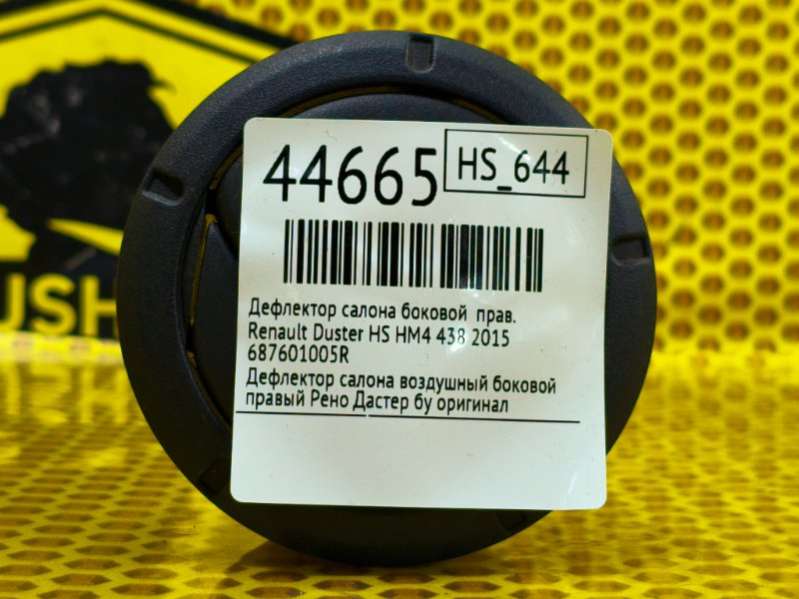 44665
HS_644
Дефлектор салона боковой прав.
Renault Duster HS HM4 438 2015
687601005R
Дефлектор салона воздушный боковой
правый Рено Дастер бу оригинал
USH